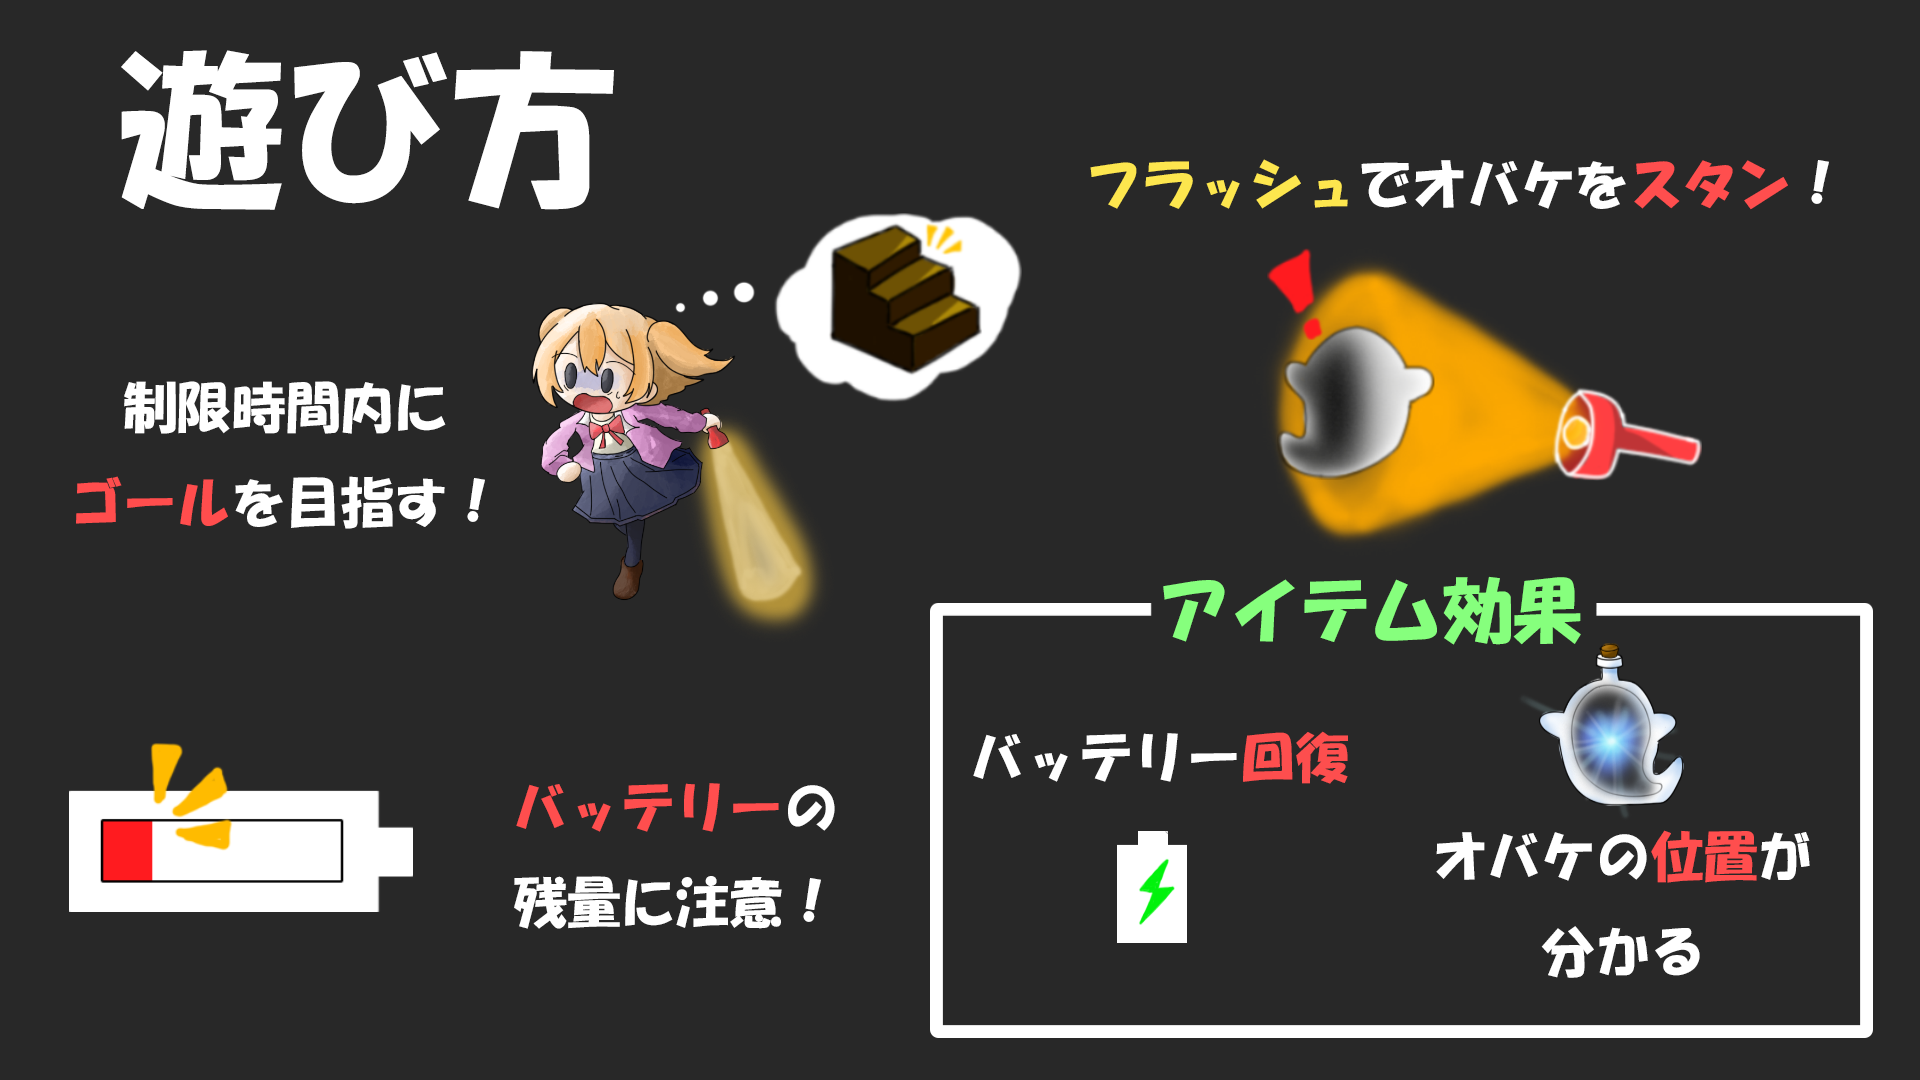 遊び方
フラッシュでオバケをスタン！
制限時間内に
ゴールを目指す！
バッテリーの
残量に注意！
アイテム効果
バッテリー回復
オバケの位置が
分かる